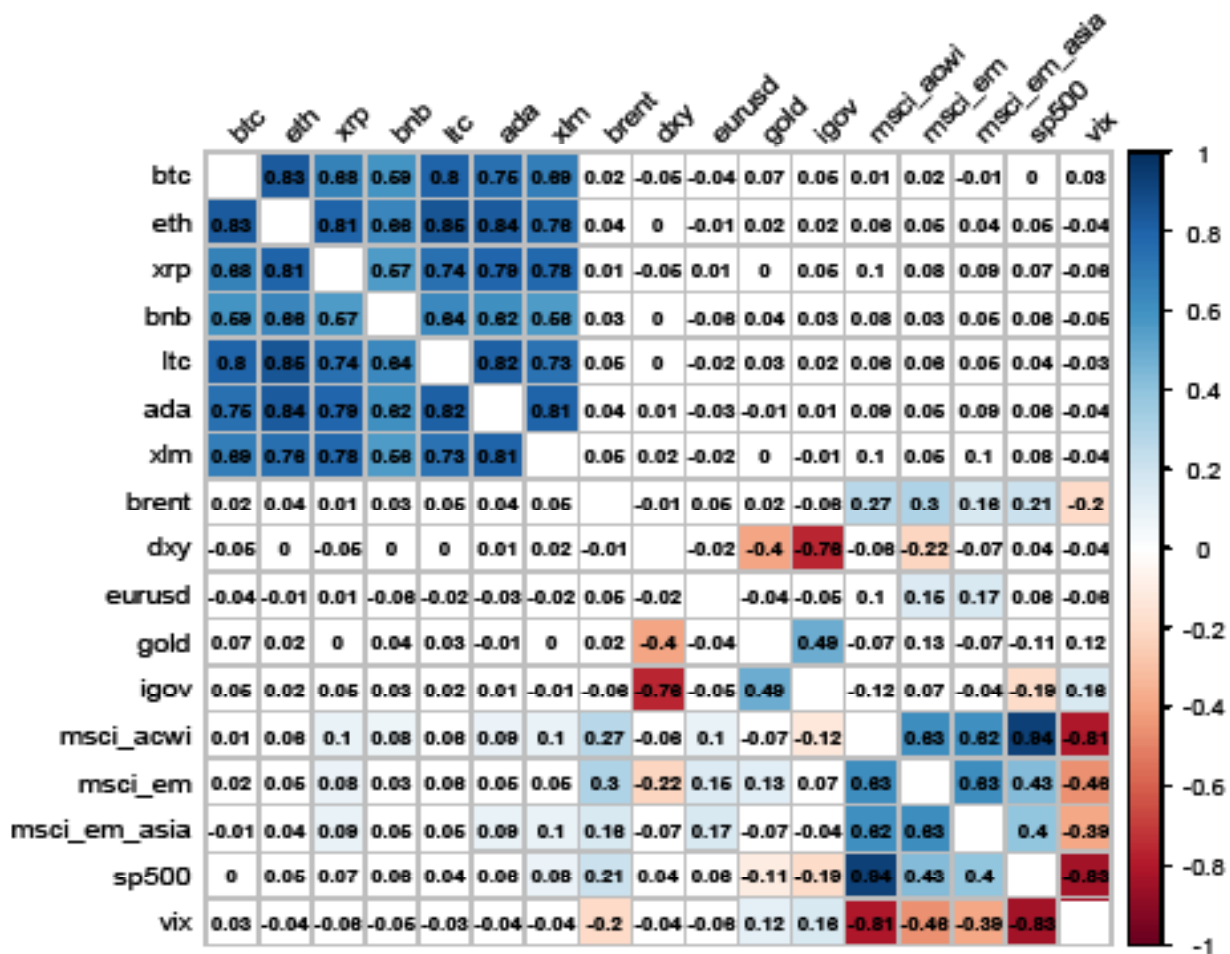 btc eth xrp bnb ltc ada xlm brent dxy eurusd gold igov msci_acwi msci_em msci_em_asia sp500 vix
btc 0.83 0.68 0.59 0.8 0.75 0.69 0.02 -0.05 -0.04 0.07 0.05 0.01 0.02 -0.01 0 0.03
eth 0.83 0.81 0.66 0.85 0.84 0.76 0.04 0 -0.01 0.02 0.02 0.06 0.05 0.04 0.05 -0.04
xrp 0.68 0.81 0.57 0.74 0.79 0.78 0.01 -0.05 0.01 0 0.05 0.1 0.08 0.09 0.07 -0.06
bnb 0.59 0.66 0.57 0.64 0.62 0.56 0.03 0 -0.06 0.04 0.03 0.08 0.03 0.05 0.06 -0.05
ltc 0.8 0.85 0.74 0.64 0.82 0.73 0.05 0 -0.02 0.03 0.02 0.06 0.06 0.05 0.04 -0.03
ada 0.75 0.84 0.79 0.62 0.82 0.81 0.04 0.01 -0.03 -0.01 0.01 0.09 0.05 0.09 0.06 -0.04
xlm 0.69 0.76 0.78 0.56 0.73 0.81 0.05 0.02 -0.02 0 -0.01 0.1 0.05 0.1 0.08 -0.04
brent 0.02 0.04 0.01 0.03 0.05 0.04 0.05 -0.01 0.05 0.02 -0.06 0.27 0.3 0.16 0.21 -0.2
dxy -0.05 0 -0.05 0 0 0.01 0.02 -0.01 -0.02 -0.4 -0.76 -0.06 -0.22 -0.07 0.04 -0.04
eurusd -0.04 -0.01 0.01 -0.06 -0.02 -0.03 -0.02 0.05 -0.02 -0.04 -0.05 0.1 0.15 0.17 0.06 -0.06
gold 0.07 0.02 0 0.04 0.03 -0.01 0 0.02 -0.4 -0.04 0.49 -0.07 0.13 -0.07 -0.11 0.12
igov 0.05 0.02 0.05 0.03 0.02 0.01 -0.01 -0.06 -0.76 -0.05 0.49 -0.12 0.07 -0.04 -0.19 0.16
msci_acwi 0.01 0.06 0.1 0.08 0.06 0.09 0.1 0.27 -0.06 0.1 -0.07 -0.12 0.63 0.62 0.94 -0.81
msci_em 0.02 0.05 0.08 0.03 0.06 0.05 0.05 0.3 -0.22 0.15 0.13 0.07 0.63 0.63 0.43 -0.46
msci_em_asia -0.01 0.04 0.09 0.05 0.05 0.09 0.1 0.16 -0.07 0.17 -0.07 -0.04 0.62 0.63 0.4 -0.39
sp500 0 0.05 0.07 0.06 0.04 0.06 0.08 0.21 0.04 0.06 -0.11 -0.19 0.94 0.43 0.4 -0.83
vix 0.03 -0.04 -0.06 -0.05 -0.03 -0.04 -0.04 -0.2 -0.04 -0.06 0.12 0.16 -0.81 -0.46 -0.39 -0.83
1
0.8
0.6
0.4
0.2
0
-0.2
-0.4
-0.6
-0.8
-1